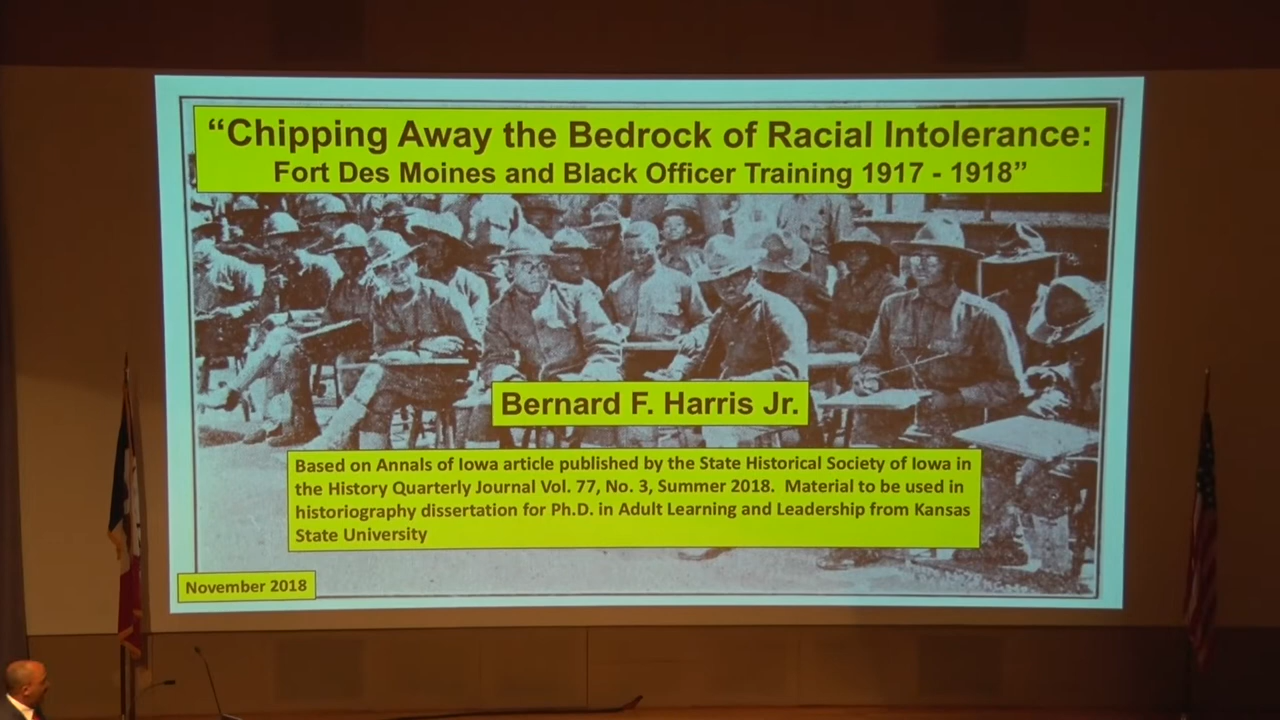 “Chipping Away the Bedrock of Racial Intolerance:
Fort Des Moines and Black Officer Training 1917 - 1918”
Bernard F. Harris Jr.
Based on Annals of Iowa article published by the State Historical Society of Iowa in
the History Quarterly Journal Vol. 77, No. 3, Summer 2018.  Material to be used in
historiography dissertation for Ph.D. in Adult Learning and Leadership from Kansas
State University
November 2018